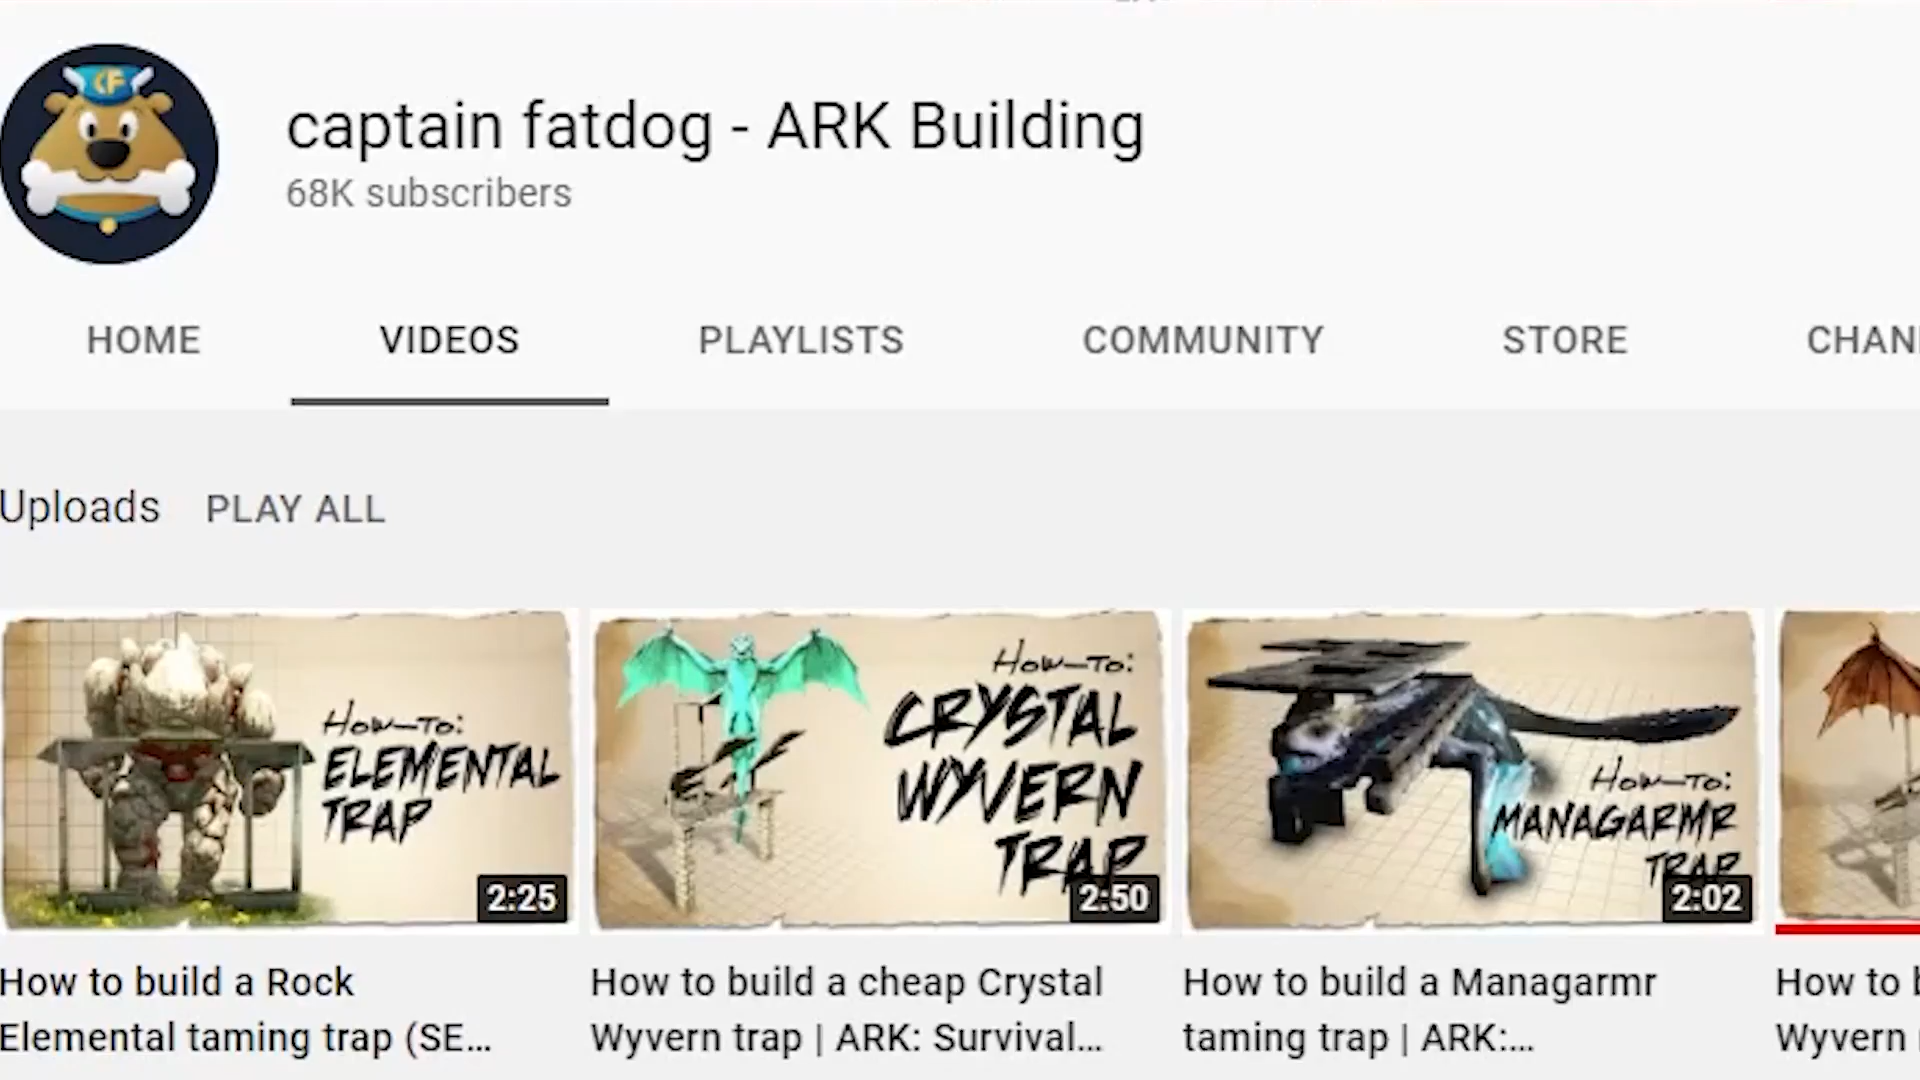 CF
captain fatdog - ARK Building
68K subscribers
HOME VIDEOS PLAYLISTS COMMUNITY STORE CHAN
Uploads PLAY ALL
How-To:
ELEMENTAL
TRAP
2:25
How-To:
CRYSTAL
WYVERN
TRAP
2:50
How-To:
MANAGARMR
TRAP
2:02
How to build a Rock
Elemental taming trap (SE...
How to build a cheap Crystal
Wyvern trap | ARK: Survival...
How to build a Managarmr
taming trap | ARK:...
How to b
Wyvern